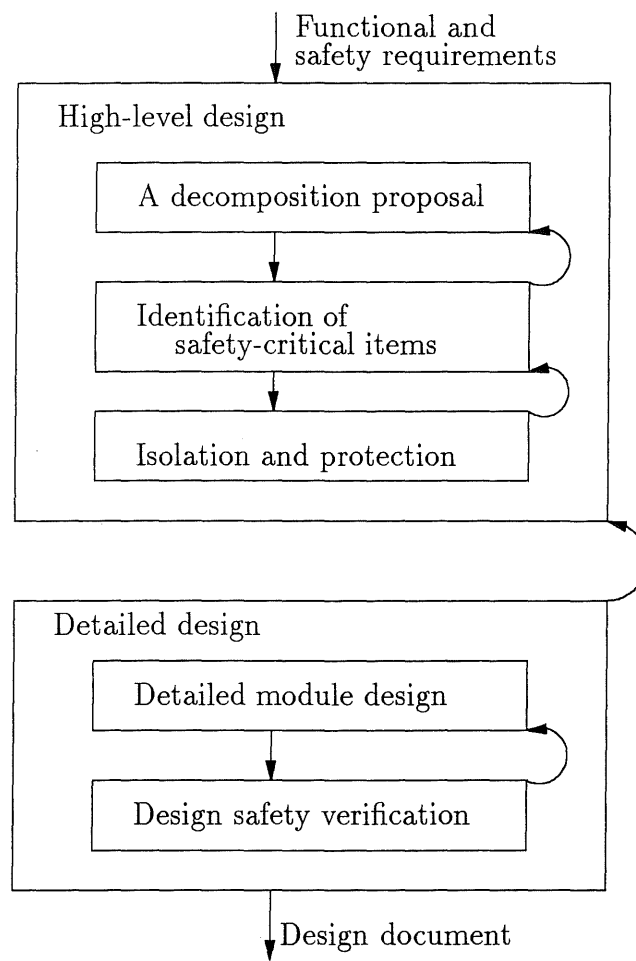 Functional and
safety requirements
High-level design
A decomposition proposal
Identification of
safety-critical items
Isolation and protection
Detailed design
Detailed module design
Design safety verification
Design document